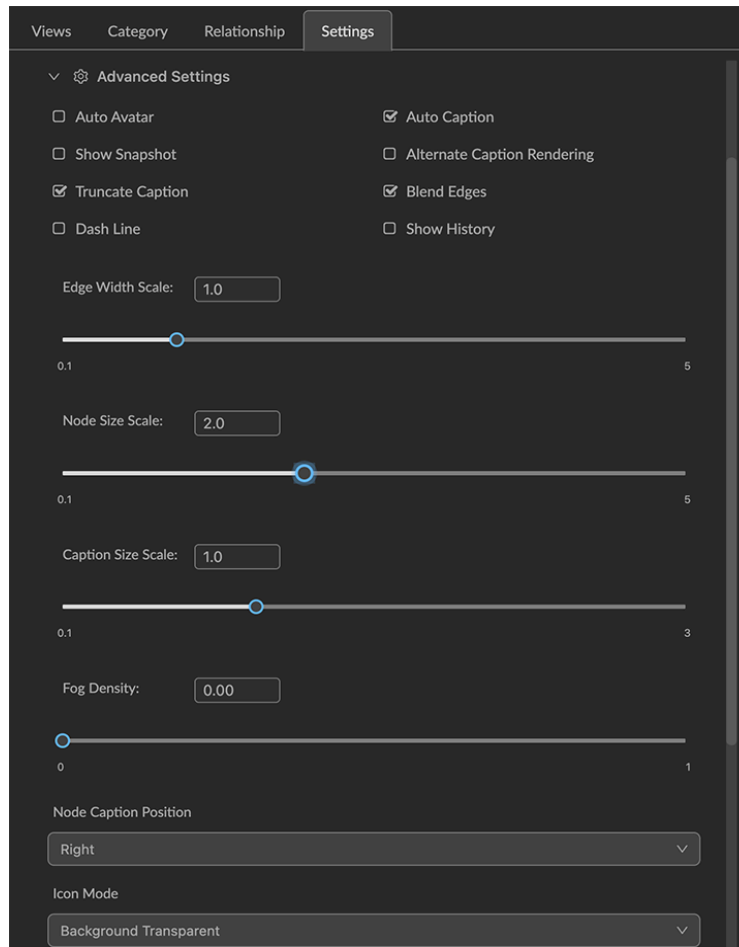 Views Category Relationship Settings
Advanced Settings
Auto Avatar Auto Caption
Show Snapshot Alternate Caption Rendering
Truncate Caption Blend Edges
Dash Line Show History
Edge Width Scale: 1.0
0.1 5
Node Size Scale: 2.0
0.1 5
Caption Size Scale: 1.0
0.1 3
Fog Density: 0.00
0 1
Node Caption Position
Right
Icon Mode
Background Transparent